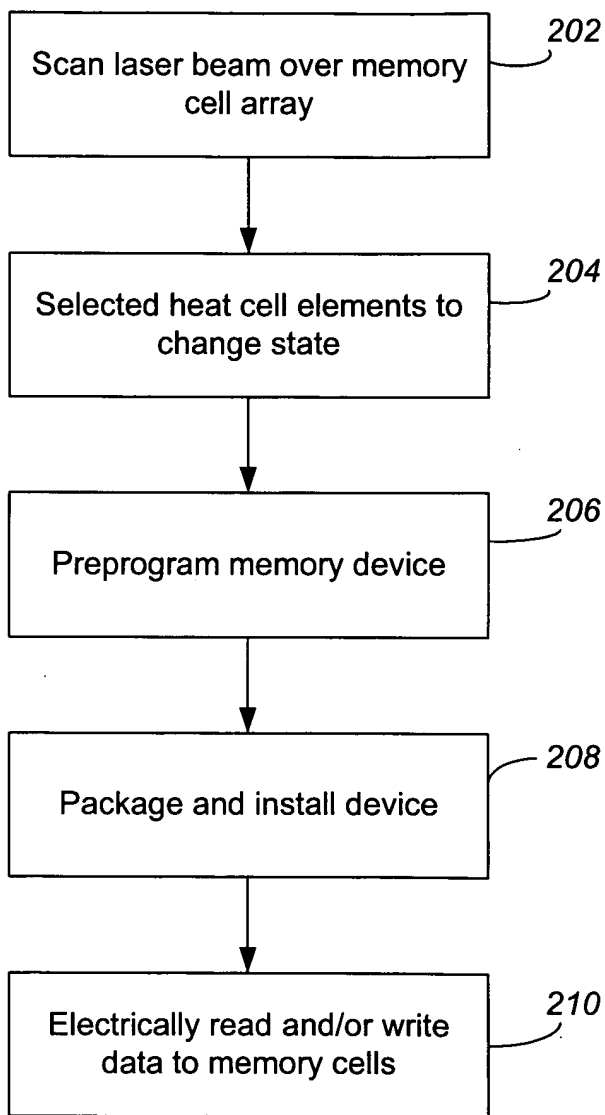 202
Scan laser beam over memory
cell array
204
Selected heat cell elements to
change state
206
Preprogram memory device
208
Package and install device
210
Electrically read and/or write
data to memory cells